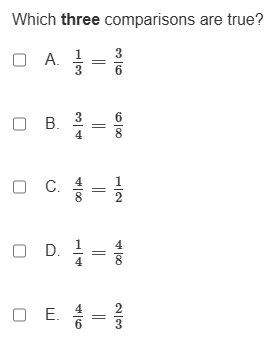 Which three comparisons are true?
A. 1/3 = 3/6
B. 3/4 = 6/8
C. 4/8 = 1/2
D. 1/4 = 4/8
E. 4/6 = 2/3